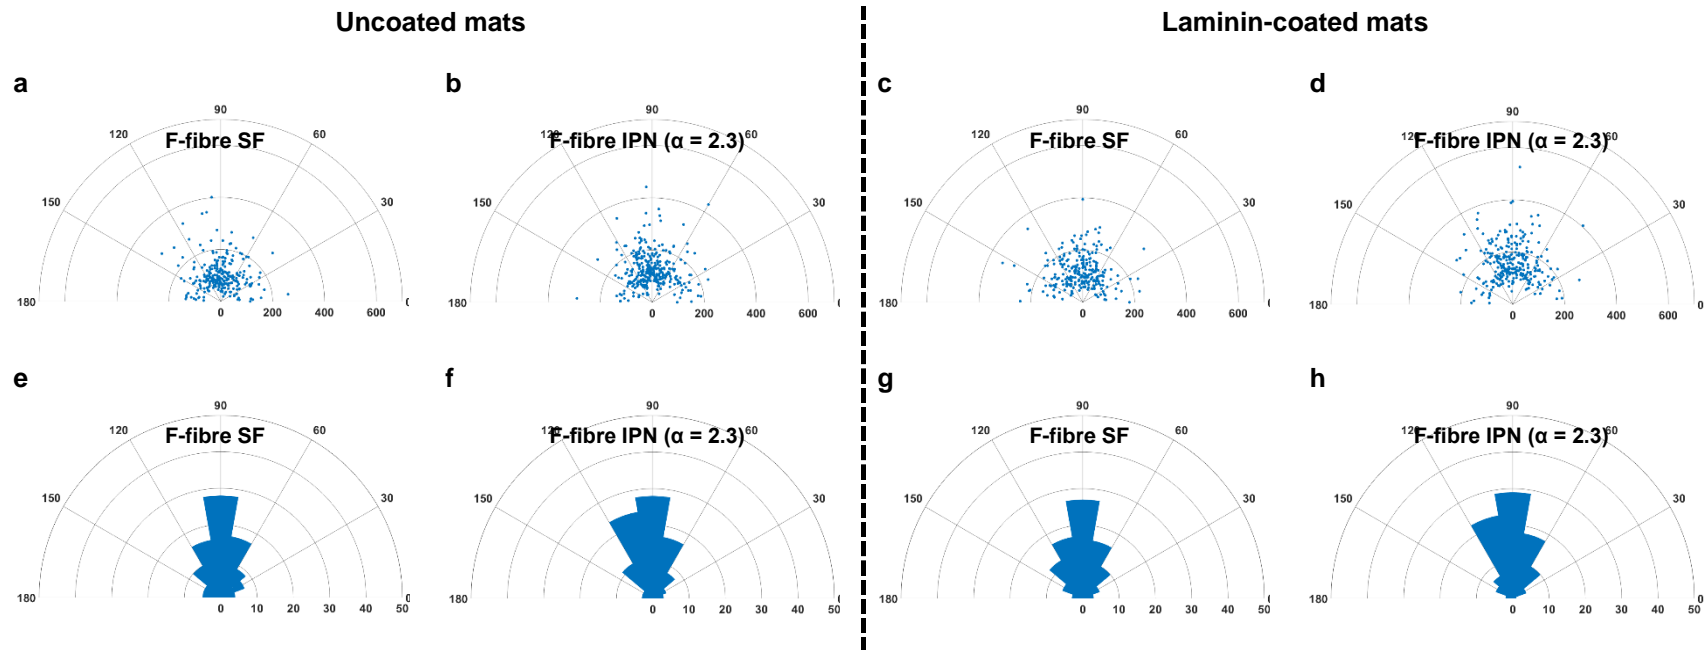 Uncoated mats
Laminin-coated mats
a
b
c
d
90
120
60
F-fibre SF
150
30
180
0 200 400 600
90
60
F-fibre IPN (α = 2.3)
150
30
180
0 200 400 600
90
120
60
F-fibre SF
150
30
180
0 200 400 600
90
60
F-fibre IPN (α = 2.3)
150
30
180
0 200 400 600 0
e
f
g
h
90
120
60
F-fibre SF
150
30
180
0 10 20 30 40 50
90
60
F-fibre IPN (α = 2.3)
150
30
180
0 10 20 30 40 50
90
120
60
F-fibre SF
150
30
180
0 10 20 30 40 50
90
60
F-fibre IPN (α = 2.3)
150
30
180
0 10 20 30 40 50 0